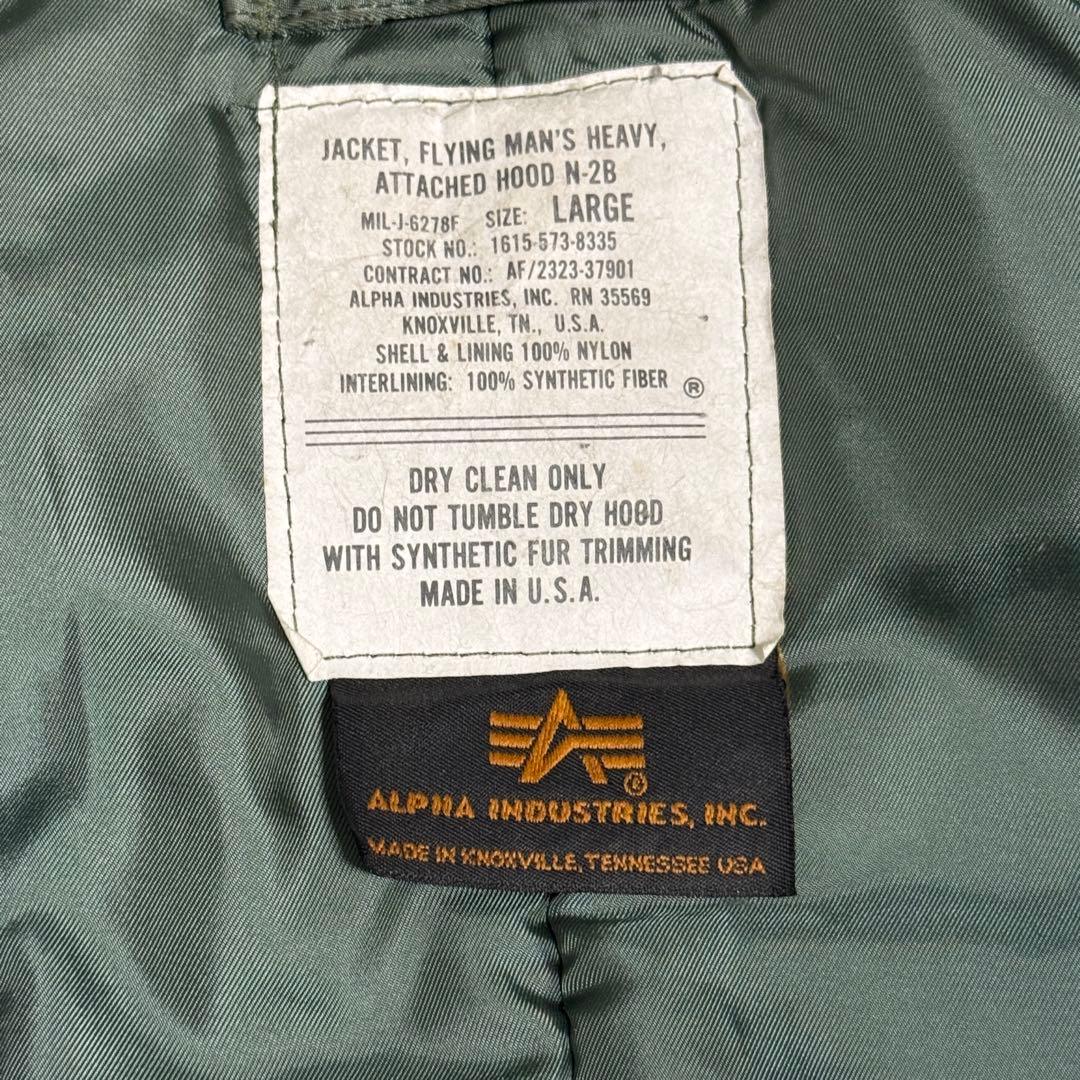 JACKET, FLYING MAN'S HEAVY,
ATTACHED HOOD N-2B
MIL-J-6278F SIZE: LARGE
STOCK NO.: 1615-573-8335
CONTRACT NO.: AF/2323-37901
ALPHA INDUSTRIES, INC. RN 35569
KNOXVILLE, TN., U.S.A.
SHELL & LINING 100% NYLON
INTERLINING: 100% SYNTHETIC FIBER ®
DRY CLEAN ONLY
DO NOT TUMBLE DRY HOOD
WITH SYNTHETIC FUR TRIMMING
MADE IN U.S.A.
®
ALPHA INDUSTRIES, INC.
MADE IN KNOXVILLE, TENNESSEE USA